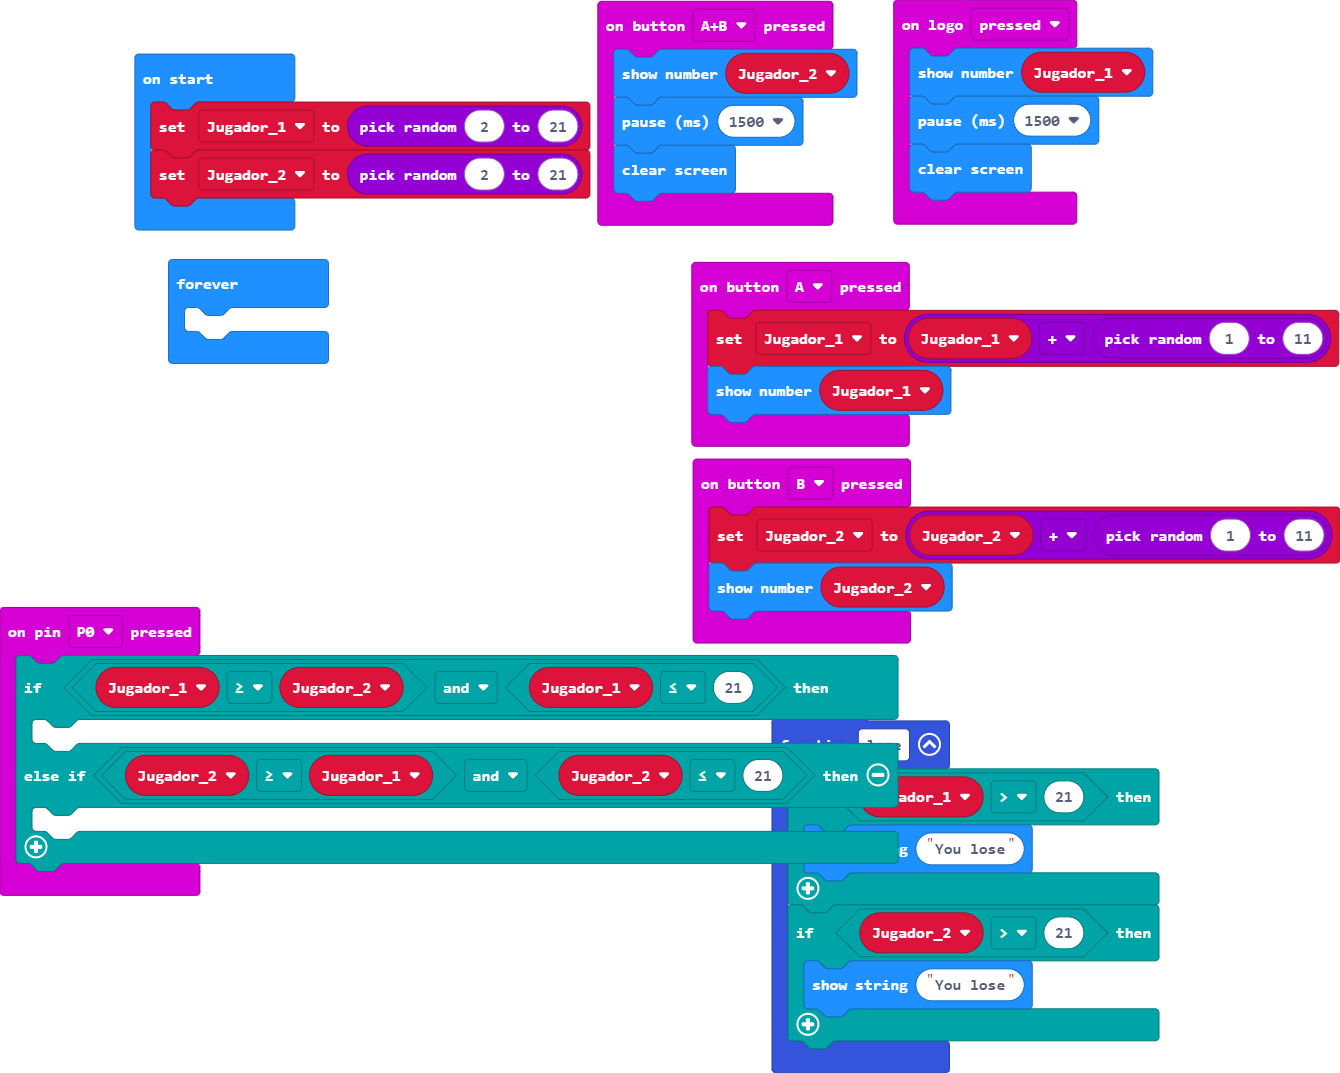 on start
set Jugador_1 to pick random 2 to 21
set Jugador_2 to pick random 2 to 21
on button A+B pressed
show number Jugador_2
pause (ms) 1500
clear screen
on logo pressed
show number Jugador_1
pause (ms) 1500
clear screen
forever
on button A pressed
set Jugador_1 to Jugador_1 + pick random 1 to 11
show number Jugador_1
on button B pressed
set Jugador_2 to Jugador_2 + pick random 1 to 11
show number Jugador_2
on pin P0 pressed
if Jugador_1 ≥ Jugador_2 and Jugador_1 ≤ 21 then
else if Jugador_2 ≥ Jugador_1 and Jugador_2 ≤ 21 then
ador_1 > 21 then
g "You lose"
if Jugador_2 > 21 then
show string "You lose"